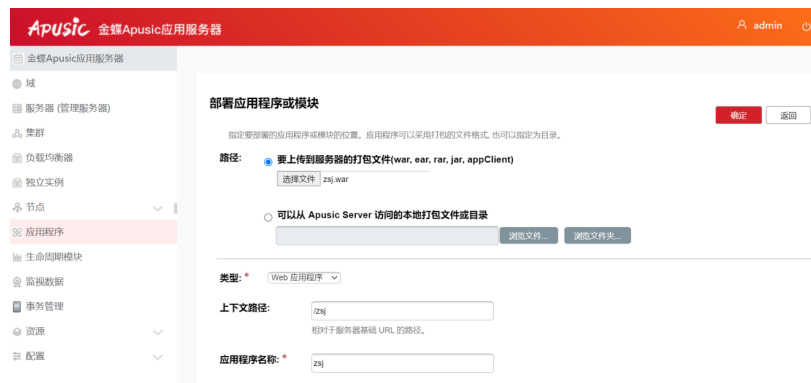 APUSIC 金蝶Apusic应用服务器
admin
金蝶Apusic应用服务器
域
服务器 (管理服务器)
集群
负载均衡器
独立实例
节点
应用程序
生命周期模块
监视数据
事务管理
资源
配置
部署应用程序或模块
确定 返回
指定要部署的应用程序或模块的位置。应用程序可以采用打包的文件格式, 也可以指定为目录。
路径: 要上传到服务器的打包文件(war, ear, rar, jar, appClient)
选择文件 zsj.war
可以从 Apusic Server 访问的本地打包文件或目录
浏览文件... 浏览文件夹...
类型: * Web 应用程序
上下文路径: /zsj
相对于服务器基础 URL 的路径。
应用程序名称: * zsj